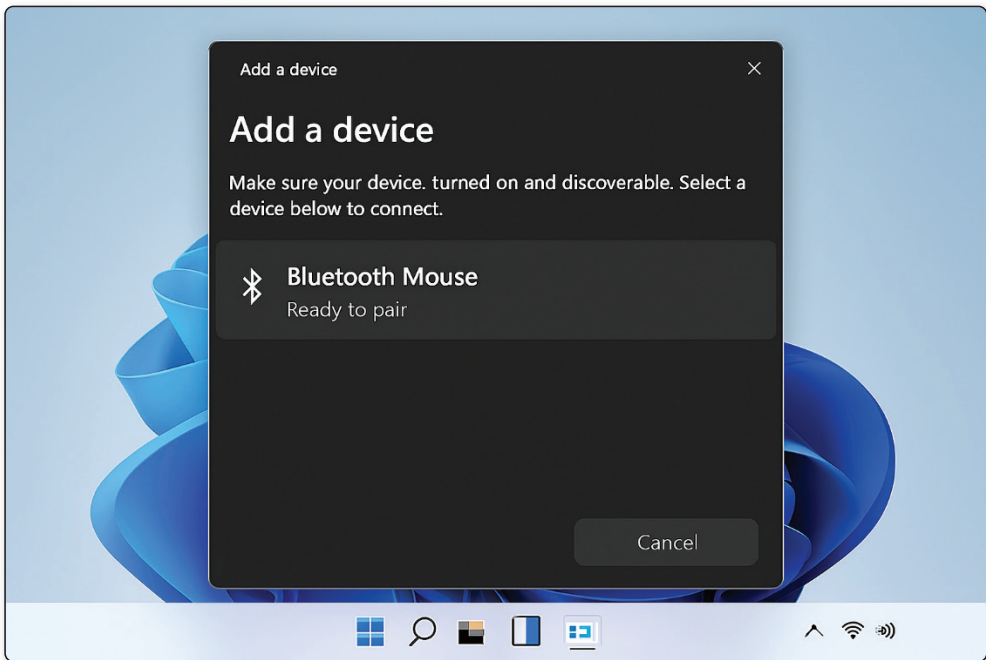 Add a device
Add a device
Make sure your device. turned on and discoverable. Select a
device below to connect.
Bluetooth Mouse
Ready to pair
Cancel